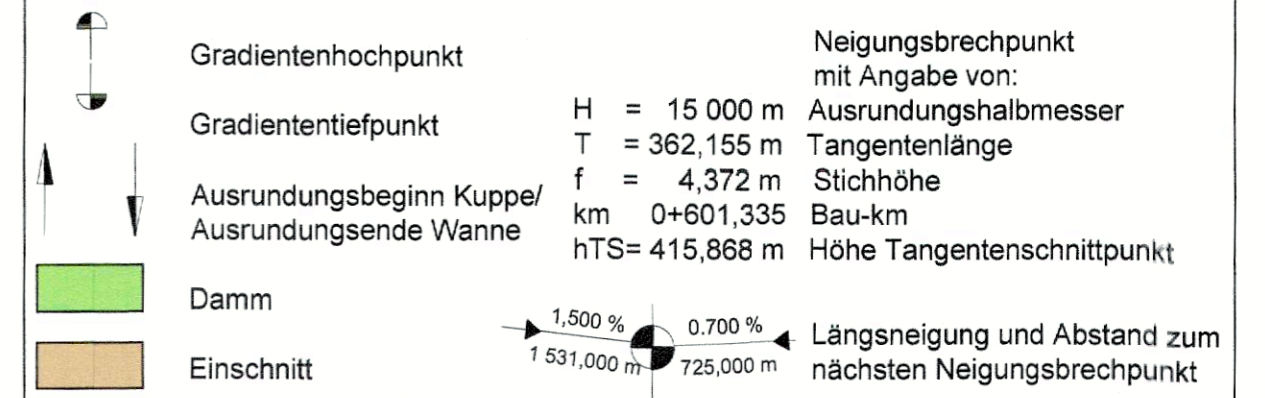 Gradientenhochpunkt
Gradiententiefpunkt
Ausrundungsbeginn Kuppe/
Ausrundungsende Wanne
Damm
Einschnitt
Neigungsbrechpunkt
mit Angabe von:
H = 15 000 m Ausrundungshalbmesser
T = 362,155 m Tangentenlänge
f = 4,372 m Stichhöhe
km 0+601,335 Bau-km
hTS= 415,868 m Höhe Tangentenschnittpunkt
1,500 % 0.700 %
1 531,000 m 725,000 m
Längsneigung und Abstand zum
nächsten Neigungsbrechpunkt